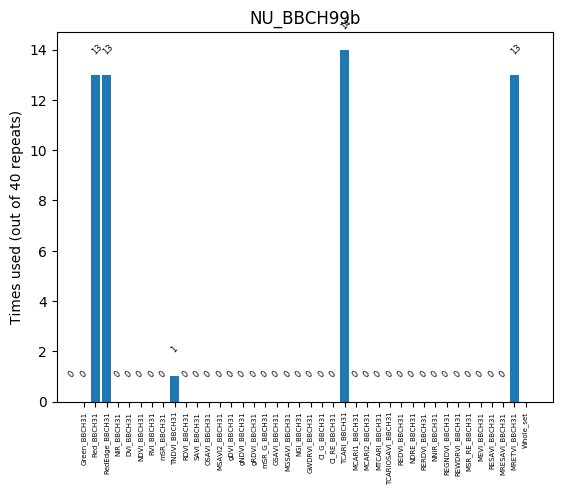 NU_BBCH99b
Times used (out of 40 repeats)
14
12
10
8
6
4
2
0
0 0 13 13 0 0 0 0 0 1 0 0 0 0 0 0 0 0 0 0 0 0 0 0 14 0 0 0 0 0 0 0 0 0 0 0 0 0 0 13
Green_BBCH31
Red_BBCH31
RedEdge_BBCH31
NIR_BBCH31
DVI_BBCH31
NDVI_BBCH31
RVI_BBCH31
mSR_BBCH31
TNDVI_BBCH31
RDVI_BBCH31
SAVI_BBCH31
OSAVI_BBCH31
MSAVI2_BBCH31
gDVI_BBCH31
gNDVI_BBCH31
gRDVI_BBCH31
mSR_G_BBCH31
GSAVI_BBCH31
MGSAVI_BBCH31
NGI_BBCH31
GWDRVI_BBCH31
CI_G_BBCH31
CI_RE_BBCH31
TCARI_BBCH31
MCARI1_BBCH31
MCARI2_BBCH31
MTCARI_BBCH31
TCARIOSAVI_BBCH31
REDVI_BBCH31
NDRE_BBCH31
RERDVI_BBCH31
NNIR_BBCH31
REGNDVI_BBCH31
REWDRVI_BBCH31
MSR_RE_BBCH31
MEVI_BBCH31
RESAVI_BBCH31
MRESAVI_BBCH31
MRETVI_BBCH31
Whole_set